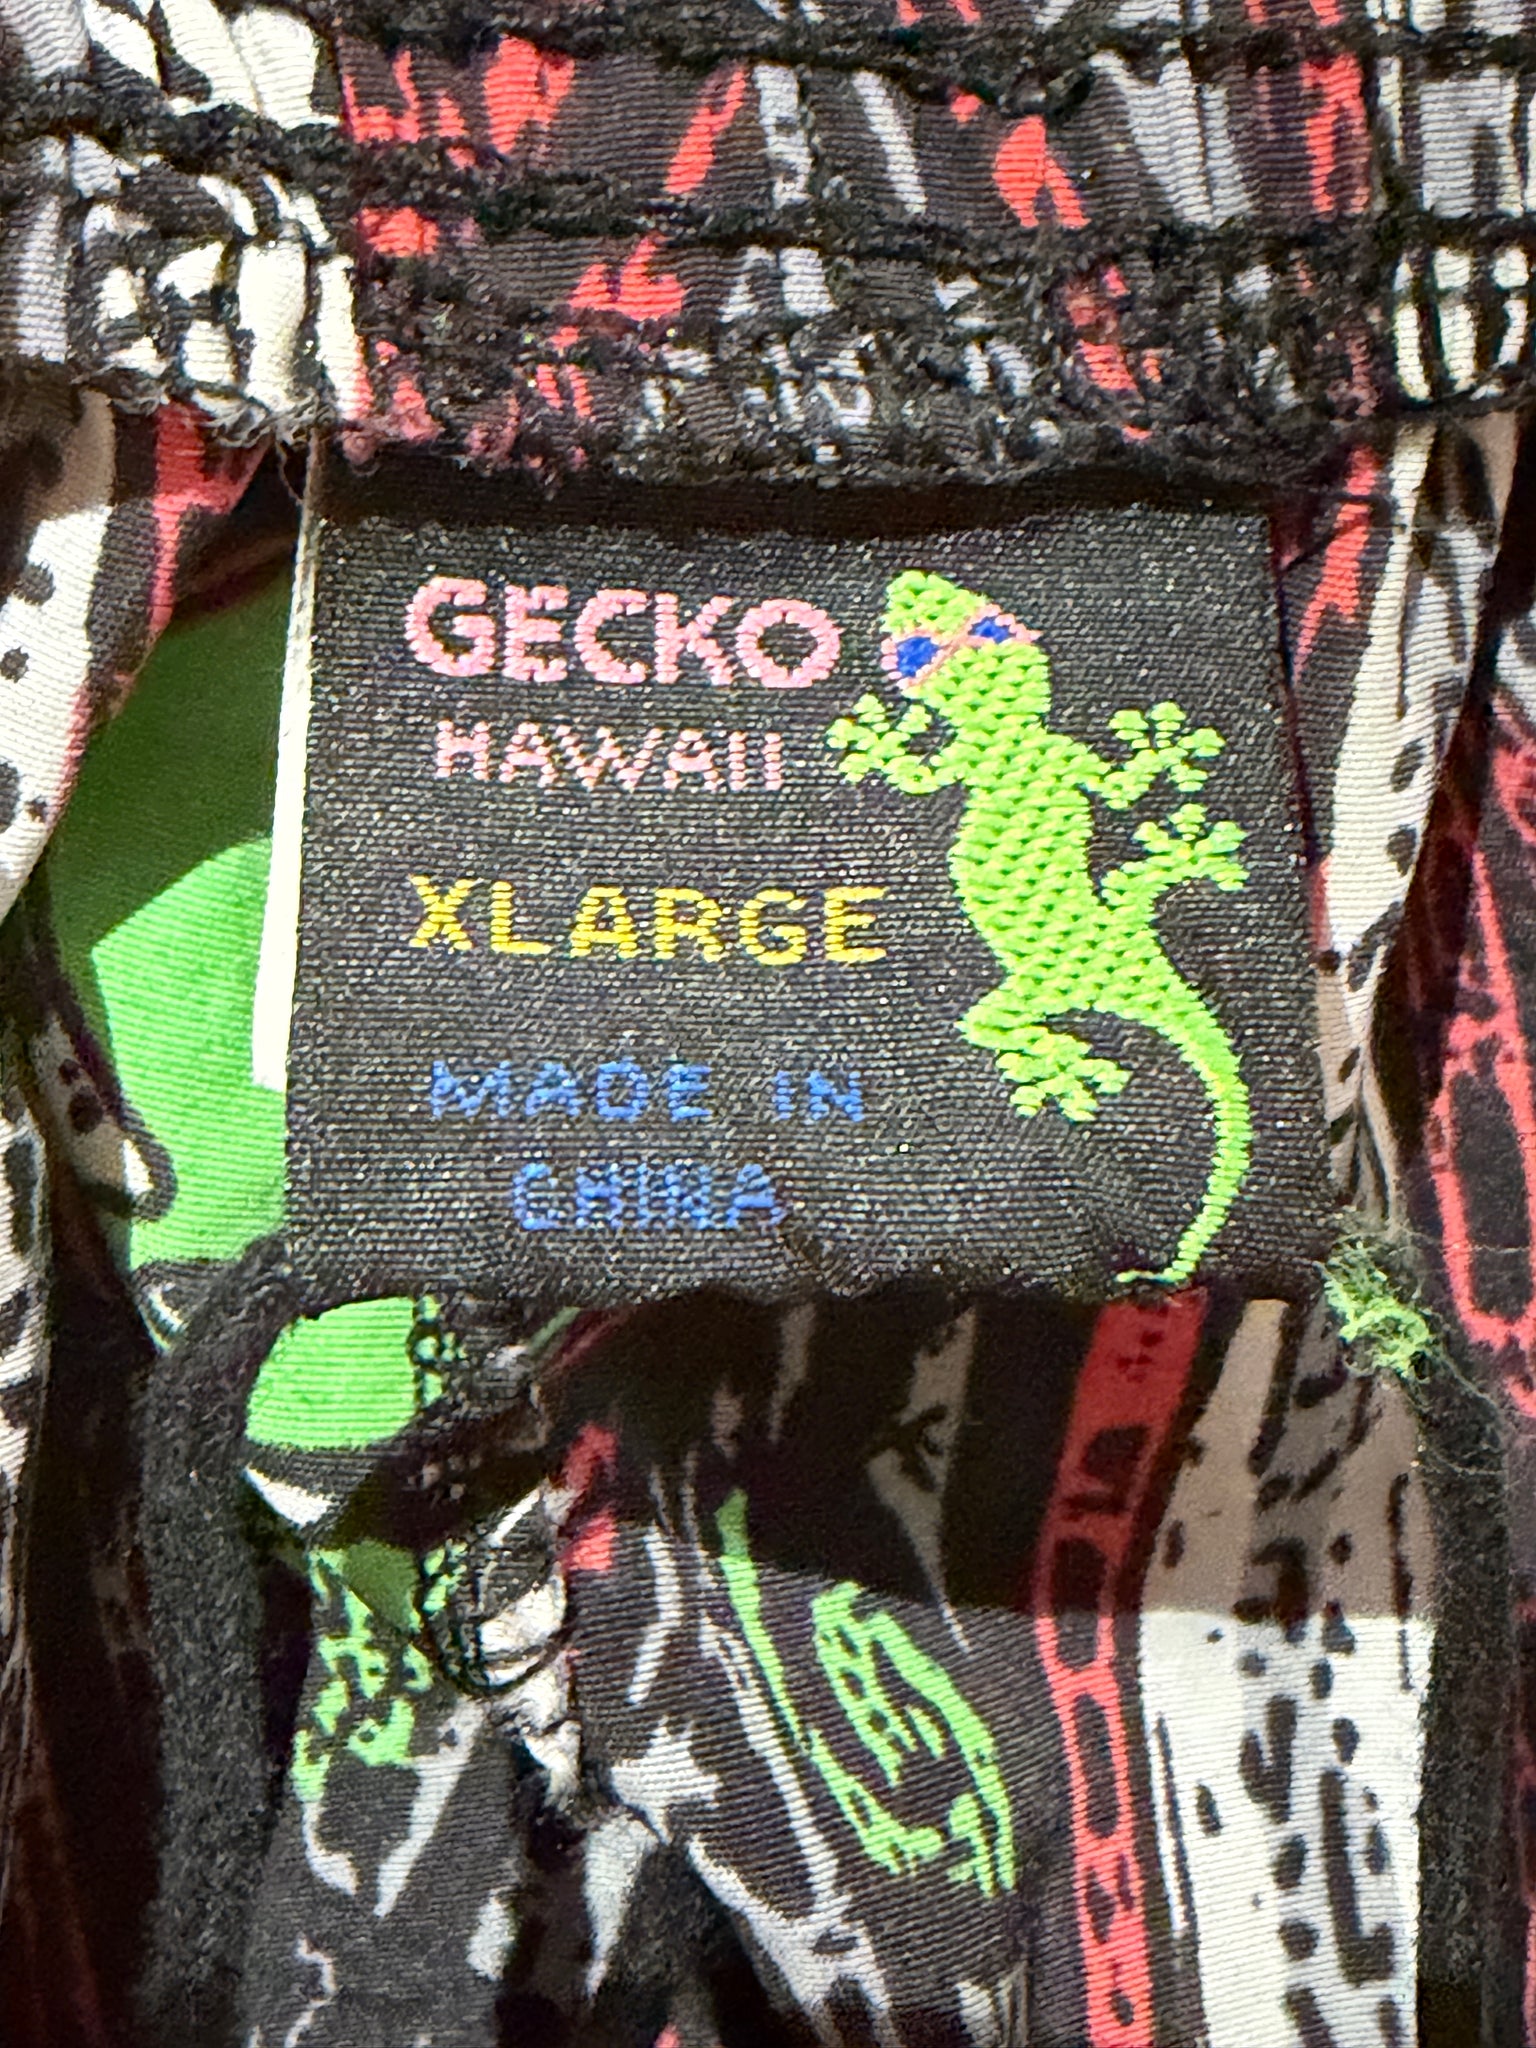 GECKO
HAWAII
XLARGE
MADE IN
CHINA